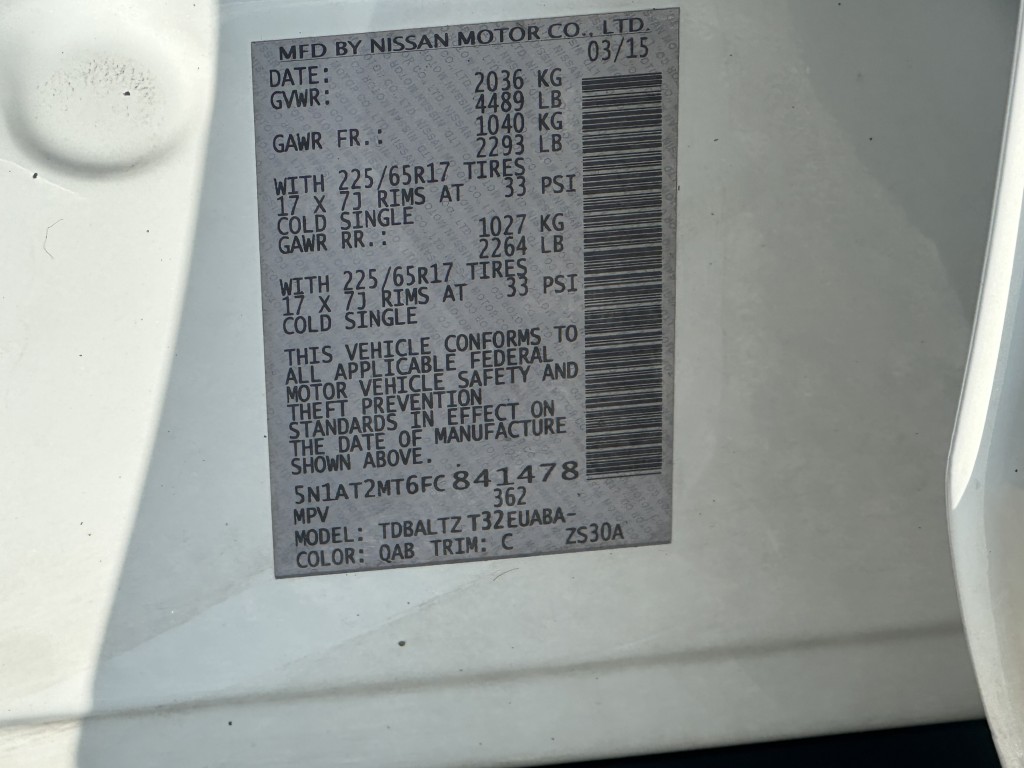 MFD BY NISSAN MOTOR CO., LTD.
DATE: 03/15
GVWR: 2036 KG
4489 LB
GAWR FR.: 1040 KG
2293 LB
WITH 225/65R17 TIRES
17 X 7J RIMS AT 33 PSI
COLD SINGLE
GAWR RR.: 1027 KG
2264 LB
WITH 225/65R17 TIRES
17 X 7J RIMS AT 33 PSI
COLD SINGLE
THIS VEHICLE CONFORMS TO
ALL APPLICABLE FEDERAL
MOTOR VEHICLE SAFETY AND
THEFT PREVENTION
STANDARDS IN EFFECT ON
THE DATE OF MANUFACTURE
SHOWN ABOVE.
5N1AT2MT6FC841478
MPV 362
MODEL: TDBALTZ T32EUABA-
COLOR: QAB TRIM: C ZS30A